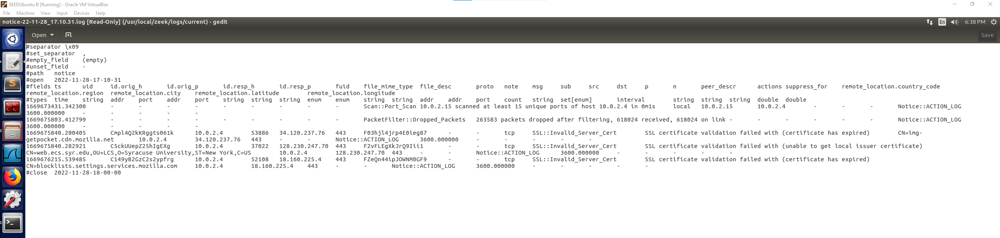 SEEDUbuntu B [Running] - Oracle VM VirtualBox
File Machine View Input Devices Help
notice-22-11-28_17.10.31.log [Read-Only] (/usr/local/zeek/logs/current) - gedit
En 6:38 PM
Open Save
#separator \x09
#set_separator ,
#empty_field (empty)
#unset_field -
#path notice
#open 2022-11-28-17-10-31
#fields ts uid id.orig_h id.orig_p id.resp_h id.resp_p fuid file_mime_type file_desc proto note msg sub src dst p n peer_descr actions suppress_for remote_location.country_code
remote_location.region remote_location.city remote_location.latitude remote_location.longitude
#types time string addr port addr port string string string enum enum string string addr addr port count string set[enum] interval string string string double double
1669673431.342300 - - - - - - - - - Scan::Port_Scan 10.0.2.15 scanned at least 15 unique ports of host 10.0.2.4 in 0m1s local 10.0.2.15 10.0.2.4 - - - Notice::ACTION_LOG
3600.000000 - - - - -
1669675803.412799 - - - - - - - - - PacketFilter::Dropped_Packets 263583 packets dropped after filtering, 618024 received, 618024 on link - - - - - - Notice::ACTION_LOG
3600.000000 - - - - -
1669675840.200405 Cmpl4Q2kKRggts061k 10.0.2.4 53886 34.120.237.76 443 F03hjl4jrp4E0ieg87 - - tcp SSL::Invalid_Server_Cert SSL certificate validation failed with (certificate has expired) CN=img-
getpocket.cdn.mozilla.net 10.0.2.4 34.120.237.76 443 - - Notice::ACTION_LOG 3600.000000 - - - - -
1669675840.282921 C5ckUUepZ25hIgEXg 10.0.2.4 37022 128.230.247.70 443 F2vFLEgXkJrQ9Iii1 - - tcp SSL::Invalid_Server_Cert SSL certificate validation failed with (unable to get local issuer certificate)
CN=web.ecs.syr.edu,OU=LCS,O=Syracuse University,ST=New York,C=US 10.0.2.4 128.230.247.70 443 - - Notice::ACTION_LOG 3600.000000 - - - - -
1669676215.539485 C149yB2GzC2s2ypfrg 10.0.2.4 52108 18.160.225.4 443 FZeQn44ipJOWNM0GF9 - - tcp SSL::Invalid_Server_Cert SSL certificate validation failed with (certificate has expired)
CN=blocklists.settings.services.mozilla.com 10.0.2.4 18.160.225.4 443 - - Notice::ACTION_LOG 3600.000000 - - - - -
#close 2022-11-28-18-00-00